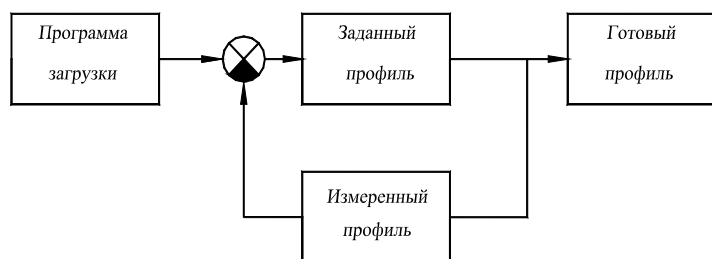 Программа
загрузки
Заданный
профиль
Готовый
профиль
Измеренный
профиль